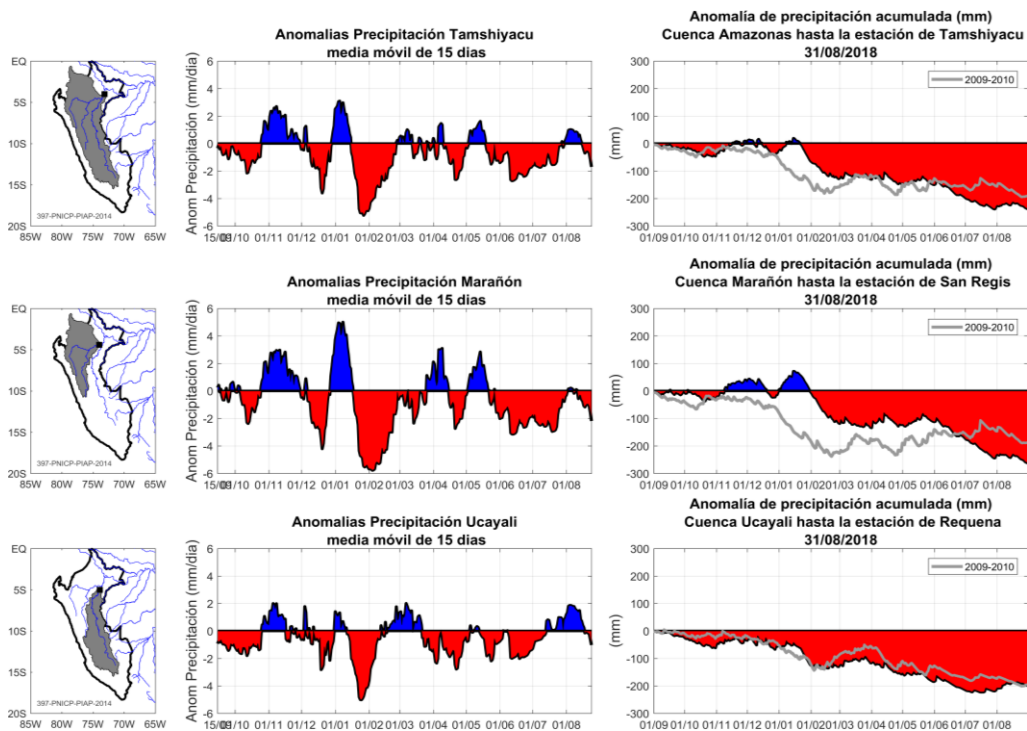 Anomalias Precipitación Tamshiyacu
media móvil de 15 dias
Anomalía de precipitación acumulada (mm)
Cuenca Amazonas hasta la estación de Tamshiyacu
31/08/2018
EQ
5S
10S
15S
20S
85W 80W 75W 70W 65W
397-PNICP-PIAP-2014
Anom Precipitación (mm/dia)
6
4
2
0
-2
-4
-6
15/09 01/10 01/11 01/12 01/01 01/02 01/03 01/04 01/05 01/06 01/07 01/08
(mm)
300
200
100
0
-100
-200
-300
2009-2010
01/09 01/10 01/11 01/12 01/01 01/02 01/03 01/04 01/05 01/06 01/07 01/08
Anomalias Precipitación Marañón
media móvil de 15 dias
Anomalía de precipitación acumulada (mm)
Cuenca Marañón hasta la estación de San Regis
31/08/2018
EQ
5S
10S
15S
20S
85W 80W 75W 70W 65W
397-PNICP-PIAP-2014
Anom Precipitación (mm/dia)
6
4
2
0
-2
-4
-6
15/09 01/10 01/11 01/12 01/01 01/02 01/03 01/04 01/05 01/06 01/07 01/08
(mm)
300
200
100
0
-100
-200
-300
2009-2010
01/09 01/10 01/11 01/12 01/01 01/02 01/03 01/04 01/05 01/06 01/07 01/08
Anomalias Precipitación Ucayali
media móvil de 15 dias
Anomalía de precipitación acumulada (mm)
Cuenca Ucayali hasta la estación de Requena
31/08/2018
EQ
5S
10S
15S
20S
85W 80W 75W 70W 65W
397-PNICP-PIAP-2014
Anom Precipitación (mm/dia)
6
4
2
0
-2
-4
-6
15/09 01/10 01/11 01/12 01/01 01/02 01/03 01/04 01/05 01/06 01/07 01/08
(mm)
300
200
100
0
-100
-200
-300
2009-2010
01/09 01/10 01/11 01/12 01/01 01/02 01/03 01/04 01/05 01/06 01/07 01/08